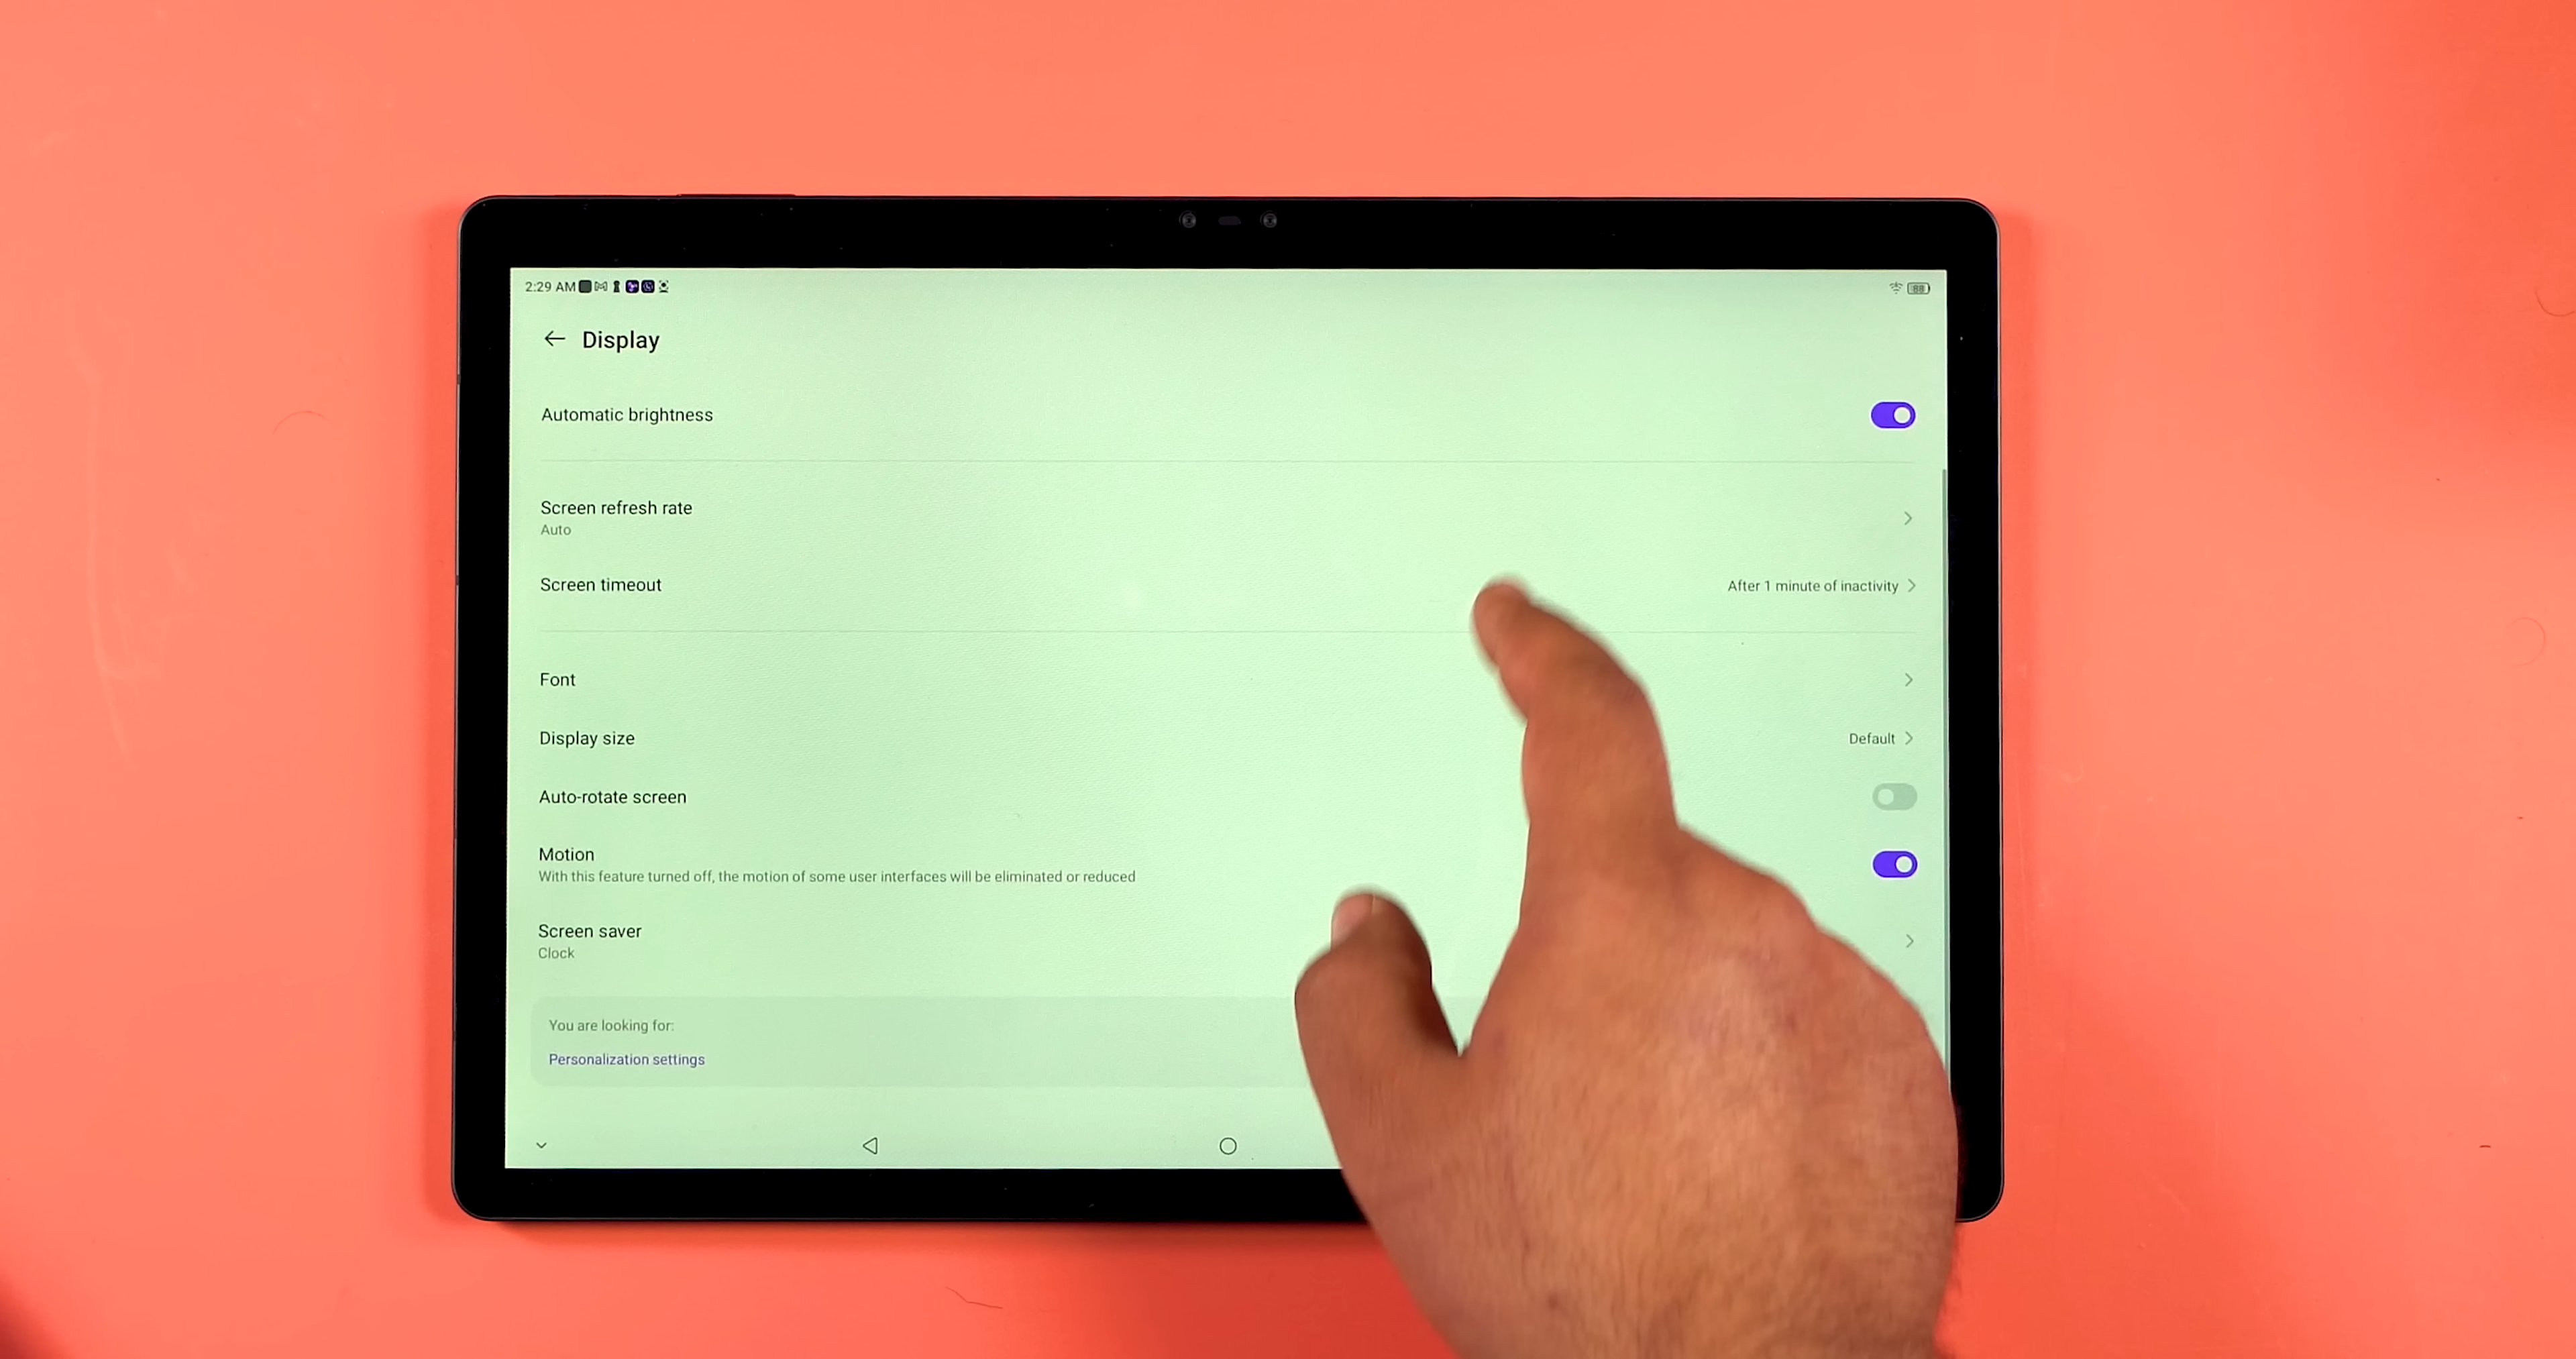 2:29 AM
88
Display
Automatic brightness
Screen refresh rate
Auto
Screen timeout
After 1 minute of inactivity
Font
Display size
Default
Auto-rotate screen
Motion
With this feature turned off, the motion of some user interfaces will be eliminated or reduced
Screen saver
Clock
You are looking for:
Personalization settings